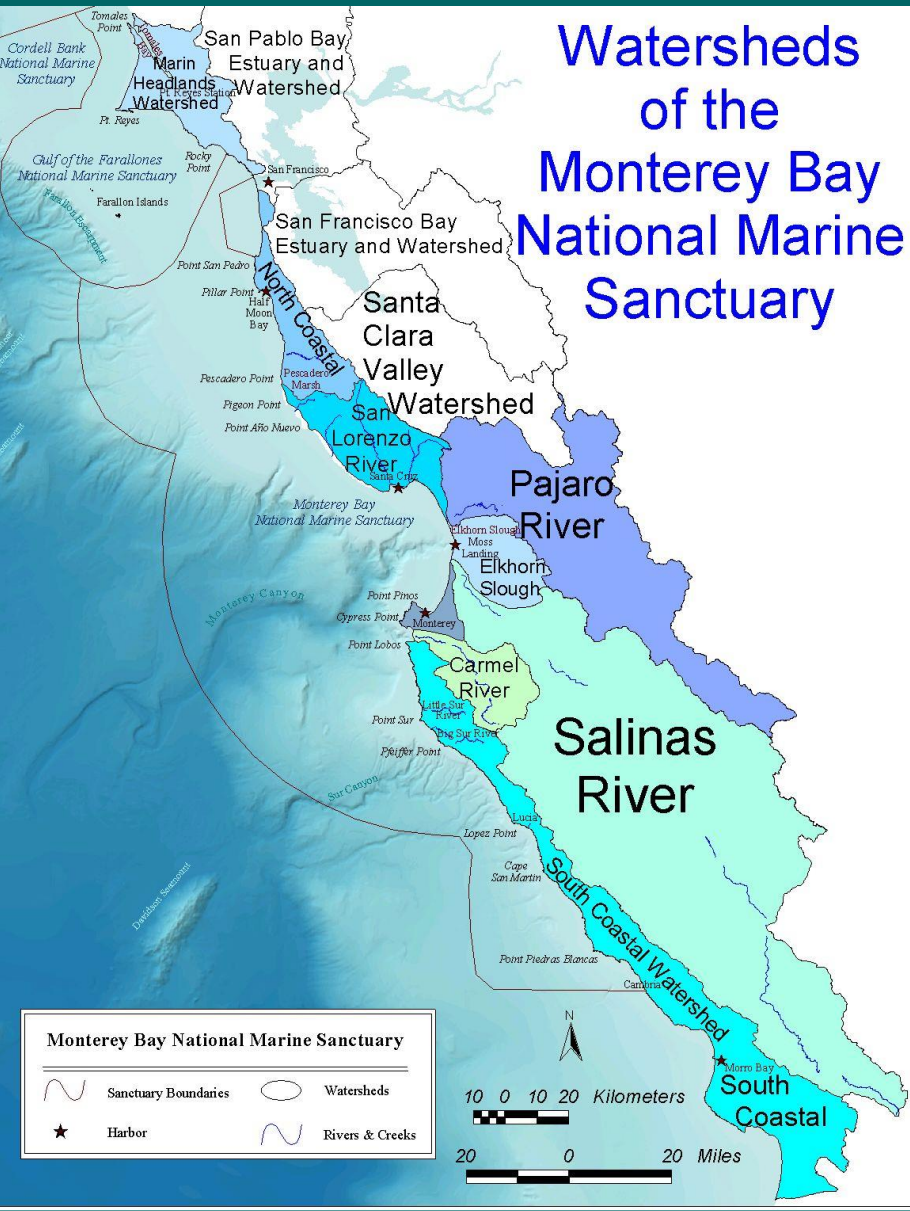 Watersheds
of the
Monterey Bay
National Marine
Sanctuary
Tomales
Point
Tomales
Bay
Cordell Bank
National Marine
Sanctuary
San Pablo Bay
Estuary and
Watershed
Marin
Headlands
Watershed
Pt. Reyes Station
Pt. Reyes
Gulf of the Farallones
National Marine Sanctuary
Rocky
Point
San Francisco
Farallon Islands
Farallon Escarpment
San Francisco Bay
Estuary and Watershed
Point San Pedro
North Coastal
Pillar Point
Half
Moon
Bay
Santa
Clara
Valley
Watershed
Pescadero Point
Pescadero
Marsh
Pigeon Point
Point Año Nuevo
San
Lorenzo
River
Santa Cruz
Pajaro
River
Monterey Bay
National Marine Sanctuary
Elkhorn Slough
Moss
Landing
Elkhorn
Slough
Monterey Canyon
Point Pinos
Cypress Point
Monterey
Point Lobos
Carmel
River
Little Sur
River
Point Sur
Big Sur River
Pfeiffer Point
Salinas
River
Sur Canyon
Lucia
Lopez Point
Cape
San Martin
South Coastal Watershed
Davidson Seamount
Point Piedras Blancas
Cambria
Morro Bay
South
Coastal
Monterey Bay National Marine Sanctuary
Sanctuary Boundaries
Watersheds
Harbor
Rivers & Creeks
N
10 0 10 20 Kilometers
20 0 20 Miles